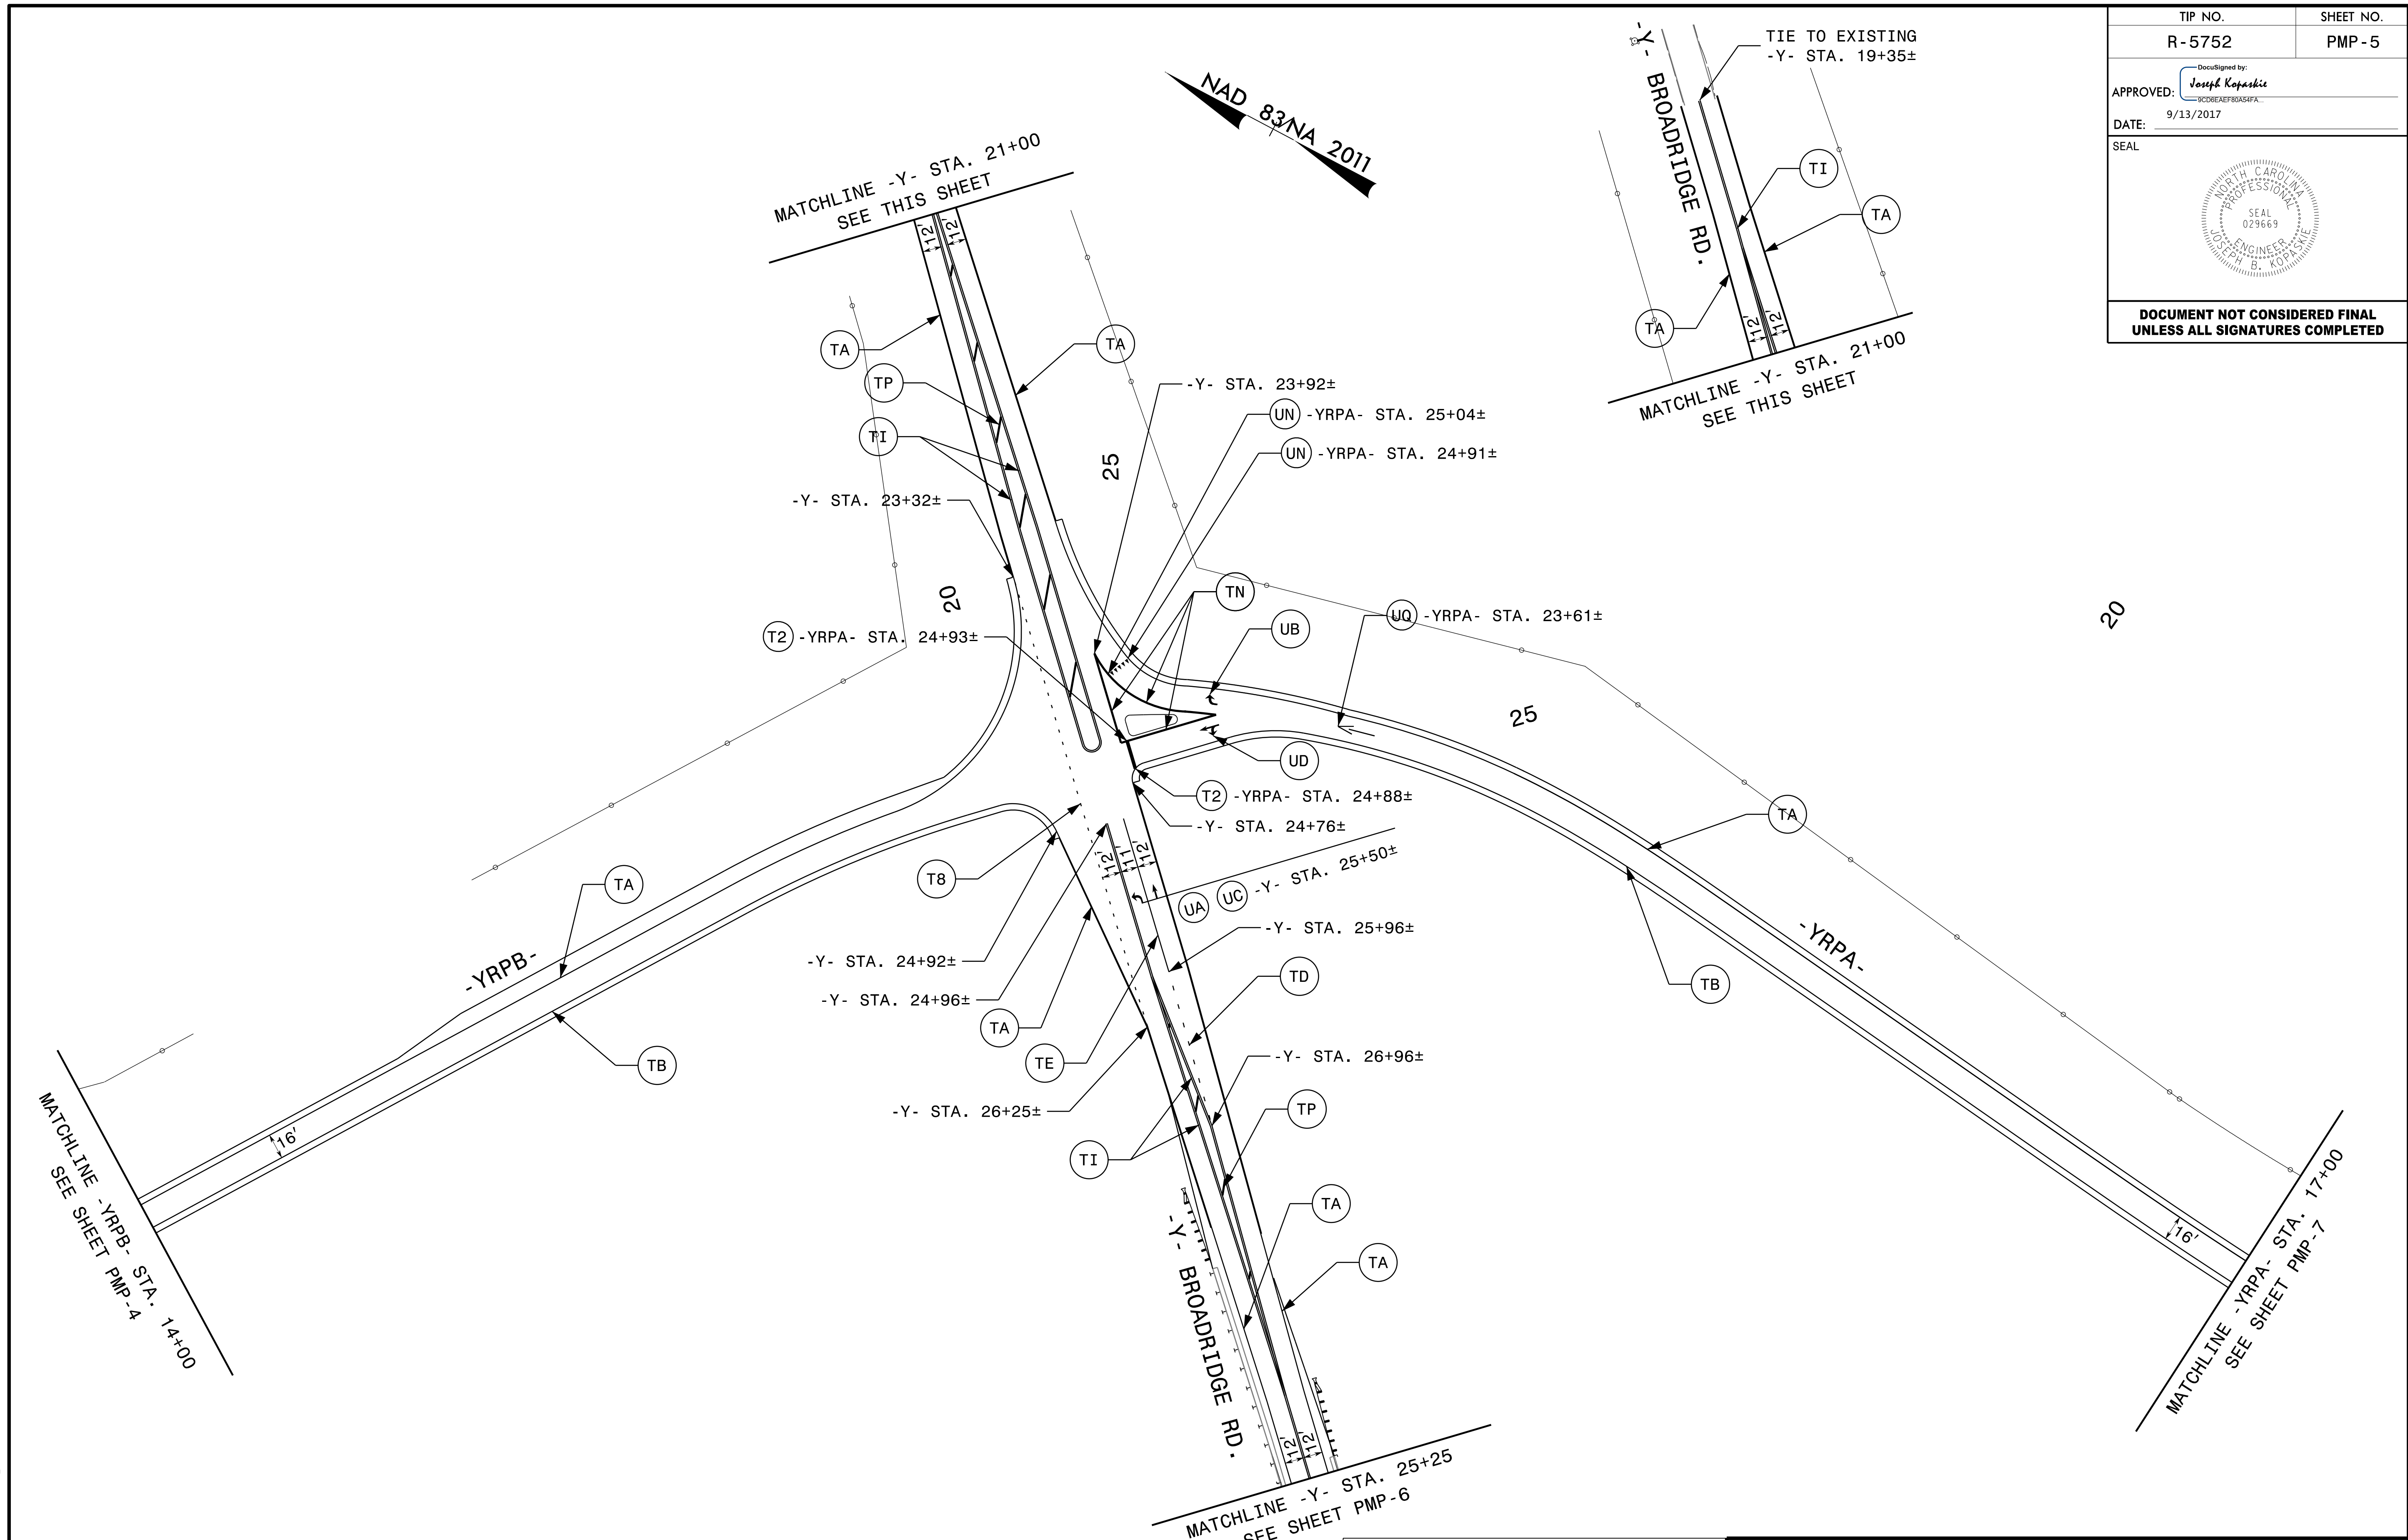 TIP NO.
SHEET NO.
R-5752
PMP-5
DocuSigned by:
Joseph Kopaskie
APPROVED:
9CD6EAEF80A54FA...
9/13/2017
DATE:
SEAL
NORTH CAROLINA
PROFESSIONAL
SEAL
029669
ENGINEER
JOSEPH B. KOPASKIE
DOCUMENT NOT CONSIDERED FINAL
UNLESS ALL SIGNATURES COMPLETED
NAD 83/NA 2011
TIE TO EXISTING
-Y- STA. 19+35±
-Y- BROADRIDGE RD.
TI
TA
TA
12'
12'
MATCHLINE -Y- STA. 21+00
SEE THIS SHEET
MATCHLINE -Y- STA. 21+00
SEE THIS SHEET
12'
12'
TA
TA
TP
TI
-Y- STA. 23+92±
UN -YRPA- STA. 25+04±
UN -YRPA- STA. 24+91±
25
-Y- STA. 23+32±
20
TN
UB
UQ -YRPA- STA. 23+61±
20
T2 -YRPA- STA. 24+93±
25
UD
T2 -YRPA- STA. 24+88±
-Y- STA. 24+76±
TA
12'
11'
12'
T8
UA UC -Y- STA. 25+50±
TA
-Y- STA. 25+96±
-YRPA-
-YRPB-
-Y- STA. 24+92±
TD
TB
-Y- STA. 24+96±
TA
TE
TB
-Y- STA. 26+96±
-Y- STA. 26+25±
TP
TI
16'
TA
TA
-Y- BROADRIDGE RD.
16'
MATCHLINE -YRPB- STA. 14+00
SEE SHEET PMP-4
MATCHLINE -YRPA- STA. 17+00
SEE SHEET PMP-7
12'
12'
MATCHLINE -Y- STA. 25+25
SEE SHEET PMP-6